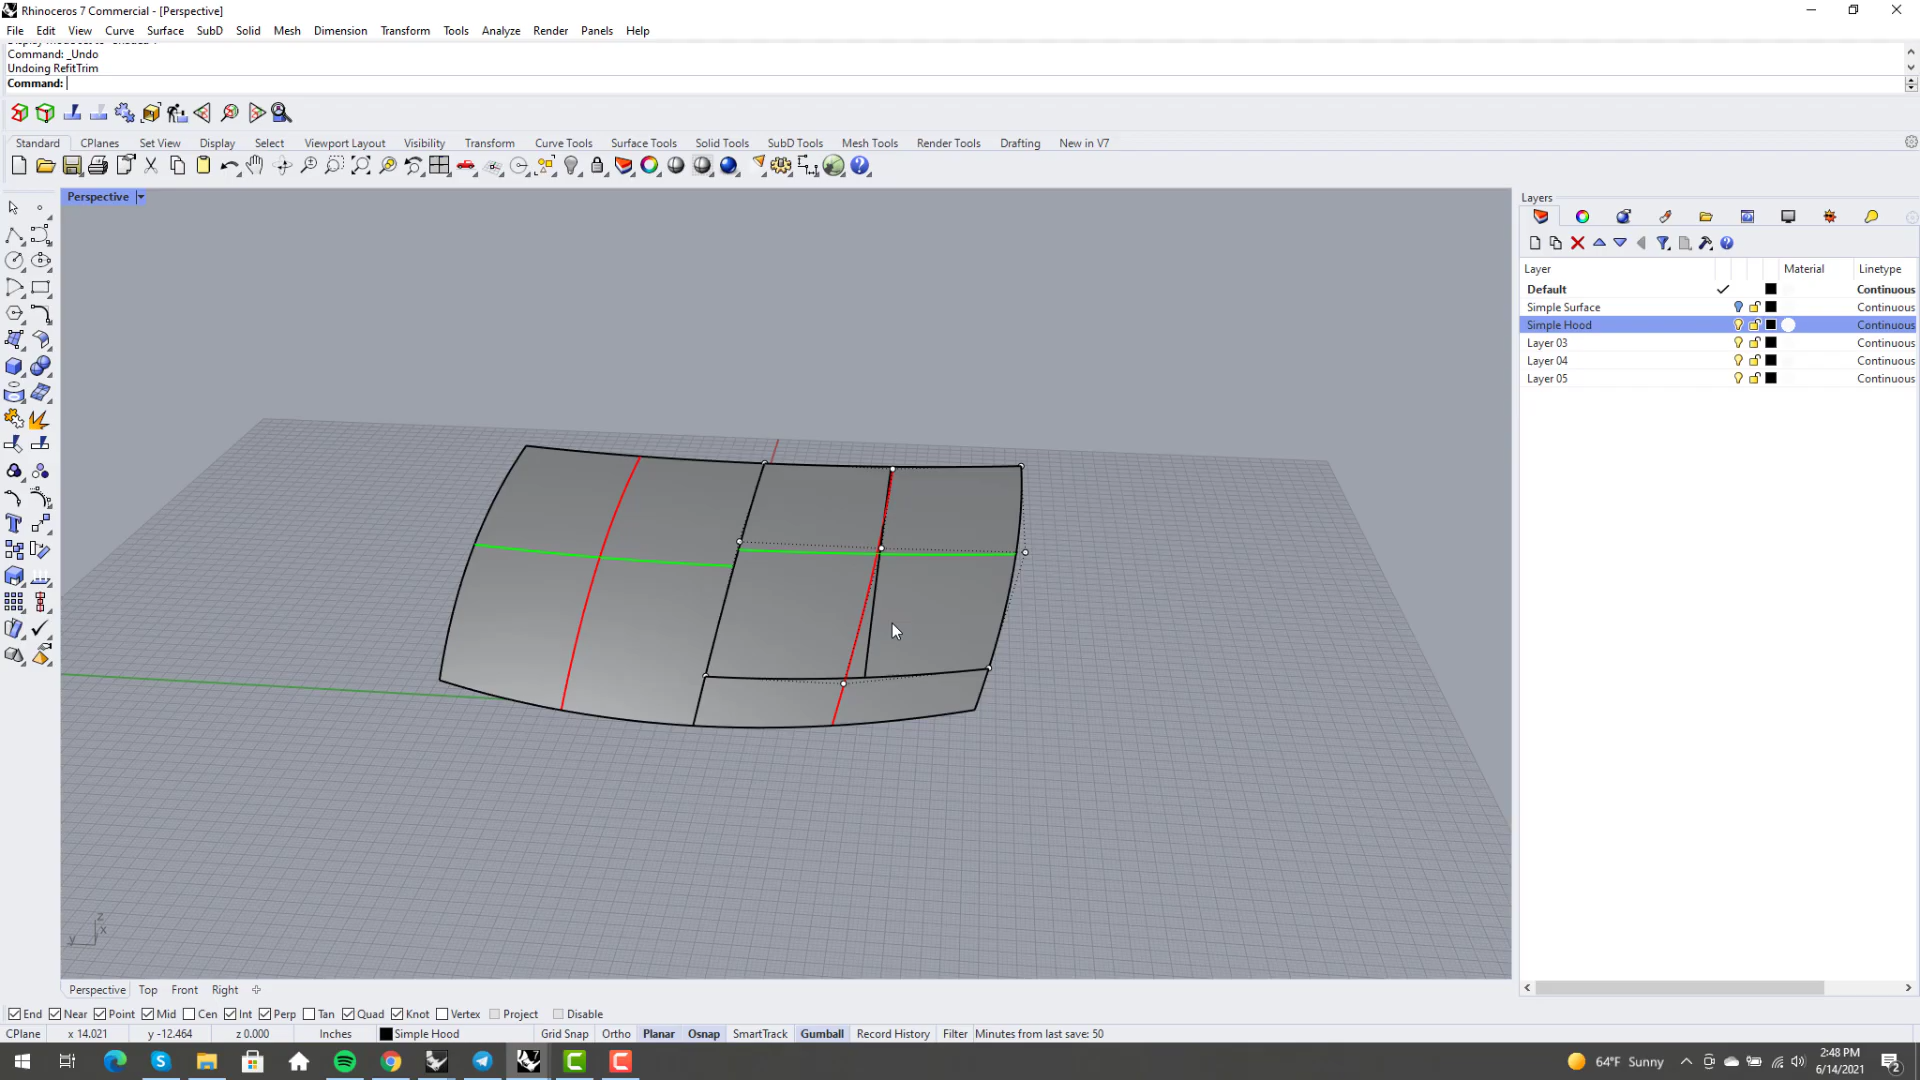 Rhinoceros 7 Commercial - [Perspective]
File Edit View Curve Surface SubD Solid Mesh Dimension Transform Tools Analyze Render Panels Help
Command: _Undo
Undoing RefitTrim
Command:
Standard CPlanes Set View Display Select Viewport Layout Visibility Transform Curve Tools Surface Tools Solid Tools SubD Tools Mesh Tools Render Tools Drafting New in V7
Perspective
Layers
Layer Material Linetype
Default Continuous
Simple Surface Continuous
Simple Hood Continuous
Layer 03 Continuous
Layer 04 Continuous
Layer 05 Continuous
z
y x
Perspective Top Front Right
End Near Point Mid Cen Int Perp Tan Quad Knot Vertex Project Disable
CPlane x 14.021 y -12.464 z 0.000 Inches Simple Hood Grid Snap Ortho Planar Osnap SmartTrack Gumball Record History Filter Minutes from last save: 50
64°F Sunny 2:48 PM
6/14/2021
2